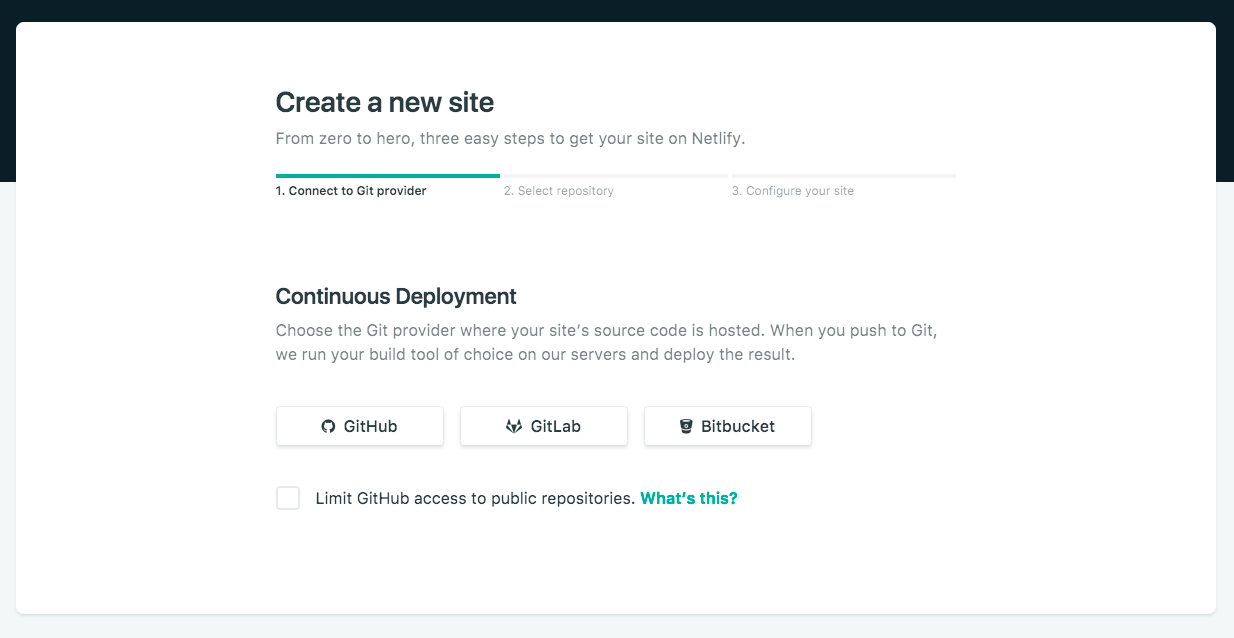 Create a new site
From zero to hero, three easy steps to get your site on Netlify.
1. Connect to Git provider
2. Select repository
3. Configure your site
Continuous Deployment
Choose the Git provider where your site’s source code is hosted. When you push to Git,
we run your build tool of choice on our servers and deploy the result.
GitHub
GitLab
Bitbucket
Limit GitHub access to public repositories. What’s this?